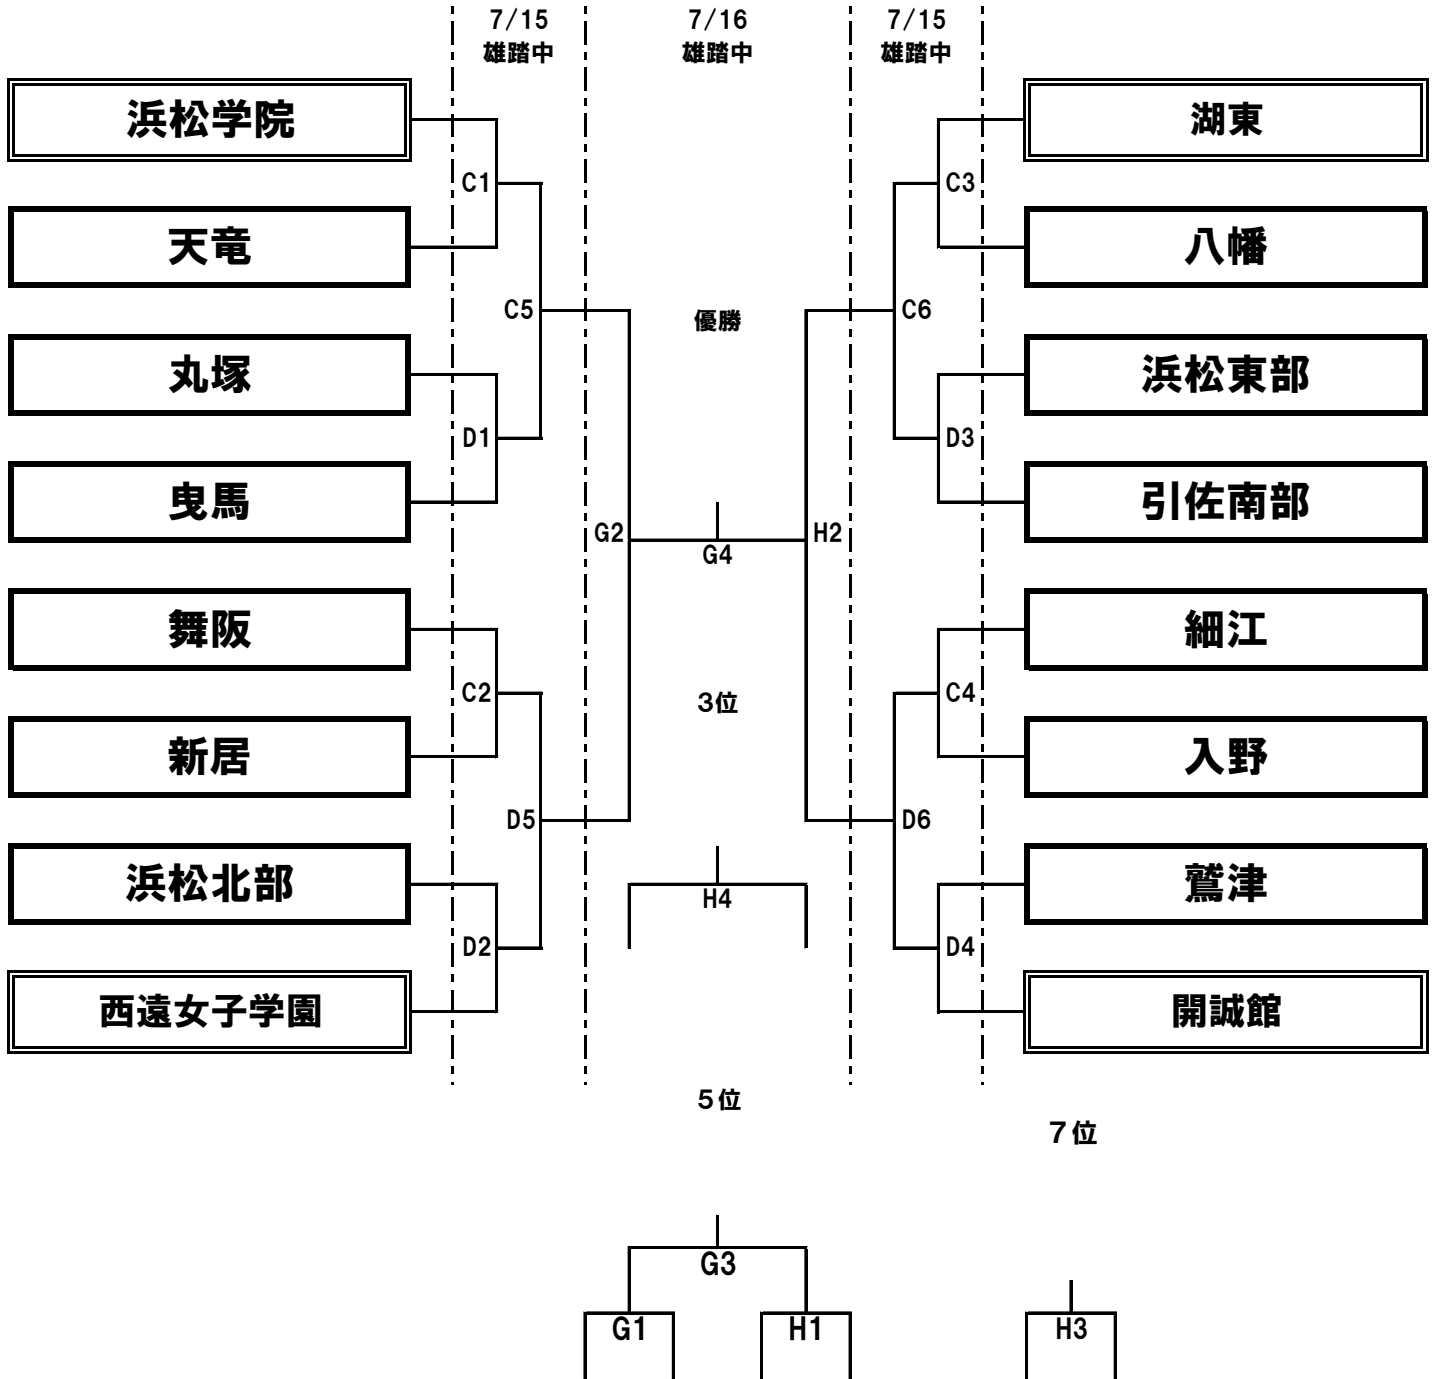 7/15
7/16
7/15
雄踏中
雄踏中
雄踏中
浜松学院
湖東
C1
C3
天竜
八幡
C5
優勝
C6
丸塚
浜松東部
D1
D3
曳馬
引佐南部
G2
G4
H2
舞阪
細江
C2
3位
C4
新居
入野
D5
D6
浜松北部
鷲津
H4
D2
D4
西遠女子学園
開誠館
5位
7位
G3
G1
H1
H3